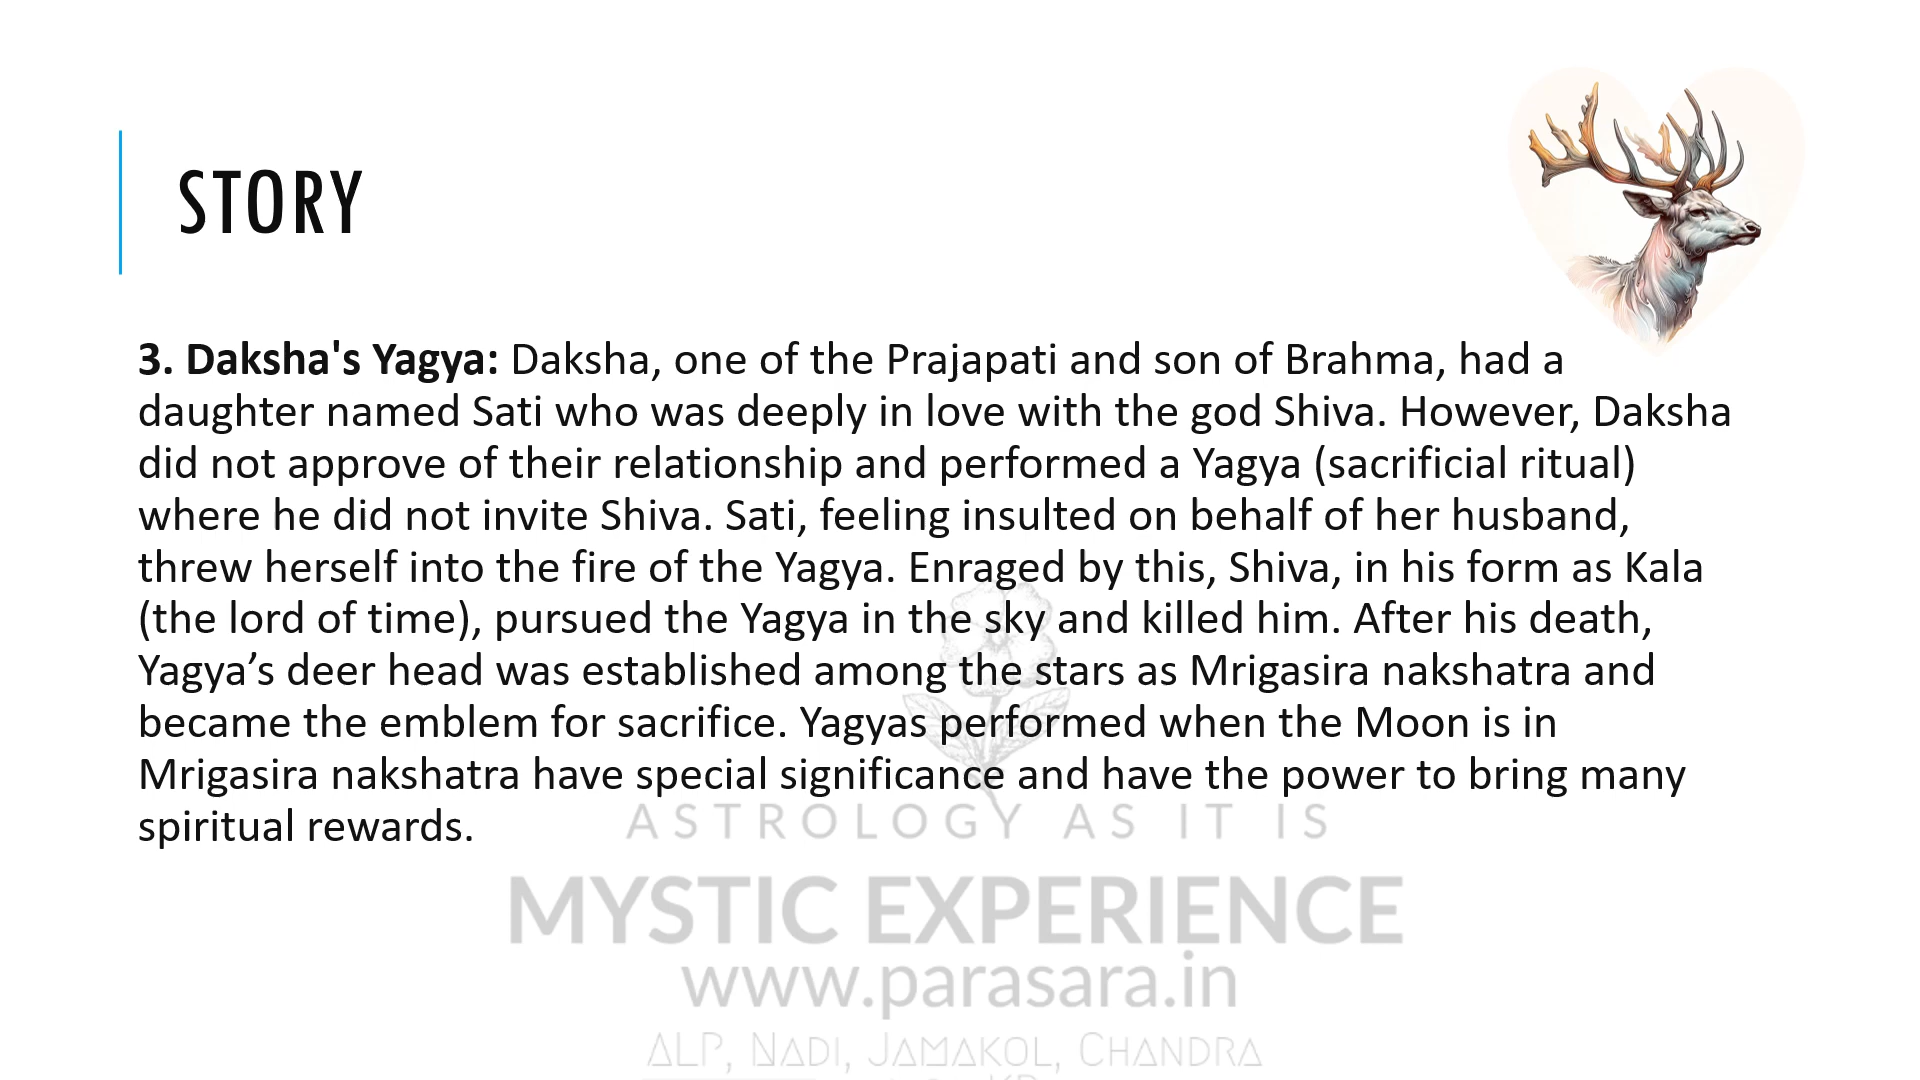 STORY
3. Daksha's Yagya: Daksha, one of the Prajapati and son of Brahma, had a
daughter named Sati who was deeply in love with the god Shiva. However, Daksha
did not approve of their relationship and performed a Yagya (sacrificial ritual)
where he did not invite Shiva. Sati, feeling insulted on behalf of her husband,
threw herself into the fire of the Yagya. Enraged by this, Shiva, in his form as Kala
(the lord of time), pursued the Yagya in the sky and killed him. After his death,
Yagya’s deer head was established among the stars as Mrigasira nakshatra and
became the emblem for sacrifice. Yagyas performed when the Moon is in
Mrigasira nakshatra have special significance and have the power to bring many
spiritual rewards.
ASTROLOGY AS IT IS
MYSTIC EXPERIENCE
www.parasara.in
ALP, NADI, JAMAKOL, CHANDRA